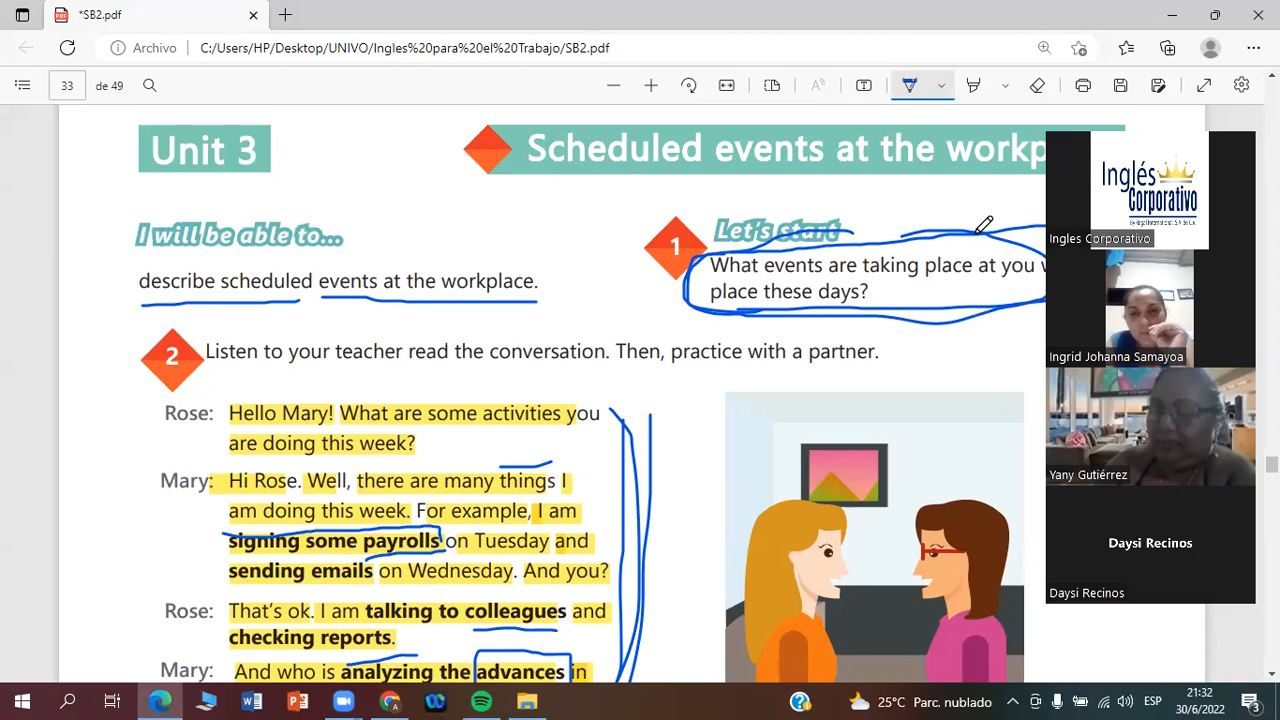 *SB2.pdf
Archivo
C:/Users/HP/Desktop/UNIVO/Ingles%20para%20el%20Trabajo/SB2.pdf
33
de 49
Unit 3
Scheduled events at the workp
I will be able to...
describe scheduled events at the workplace.
1
Let's start
What events are taking place at you w
place these days?
2
Listen to your teacher read the conversation. Then, practice with a partner.
Rose: Hello Mary! What are some activities you
are doing this week?
Mary: Hi Rose. Well, there are many things I
am doing this week. For example, I am
signing some payrolls on Tuesday and
sending emails on Wednesday. And you?
Rose: That's ok. I am talking to colleagues and
checking reports.
Mary: And who is analyzing the advances in
Inglés
Corporativo
Ingles Corporativo
Ingrid Johanna Samayoa
Yany Gutiérrez
Daysi Recinos
Daysi Recinos
25°C Parc. nublado
ESP
21:32
30/6/2022
3